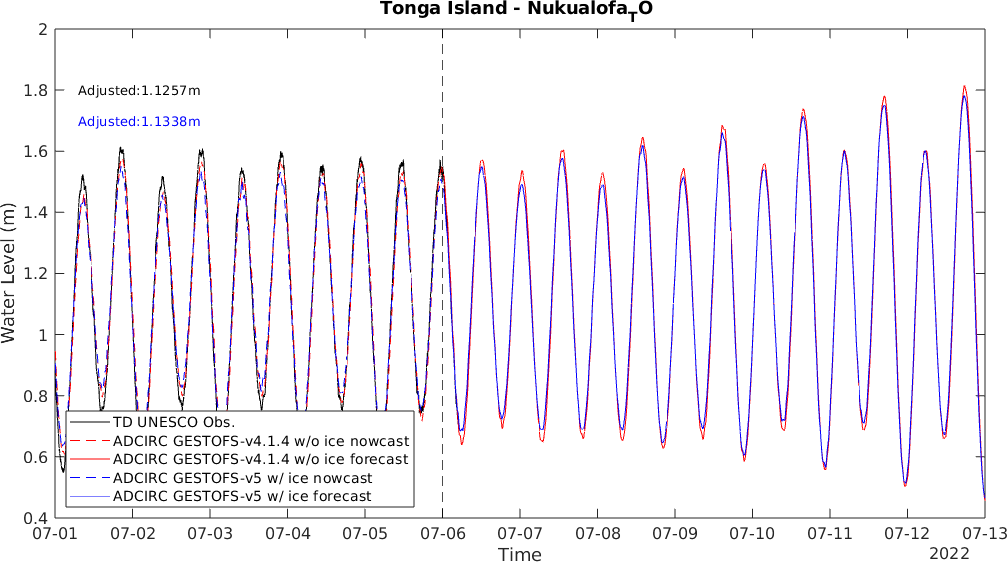 Tonga Island - NukualofaTO
2
1.8
1.6
1.4
1.2
1
0.8
0.6
0.4
Water Level (m)
Adjusted:1.1257m
Adjusted:1.1338m
TD UNESCO Obs.
ADCIRC GESTOFS-v4.1.4 w/o ice nowcast
ADCIRC GESTOFS-v4.1.4 w/o ice forecast
ADCIRC GESTOFS-v5 w/ ice nowcast
ADCIRC GESTOFS-v5 w/ ice forecast
07-01 07-02 07-03 07-04 07-05 07-06 07-07 07-08 07-09 07-10 07-11 07-12 07-13
Time
2022